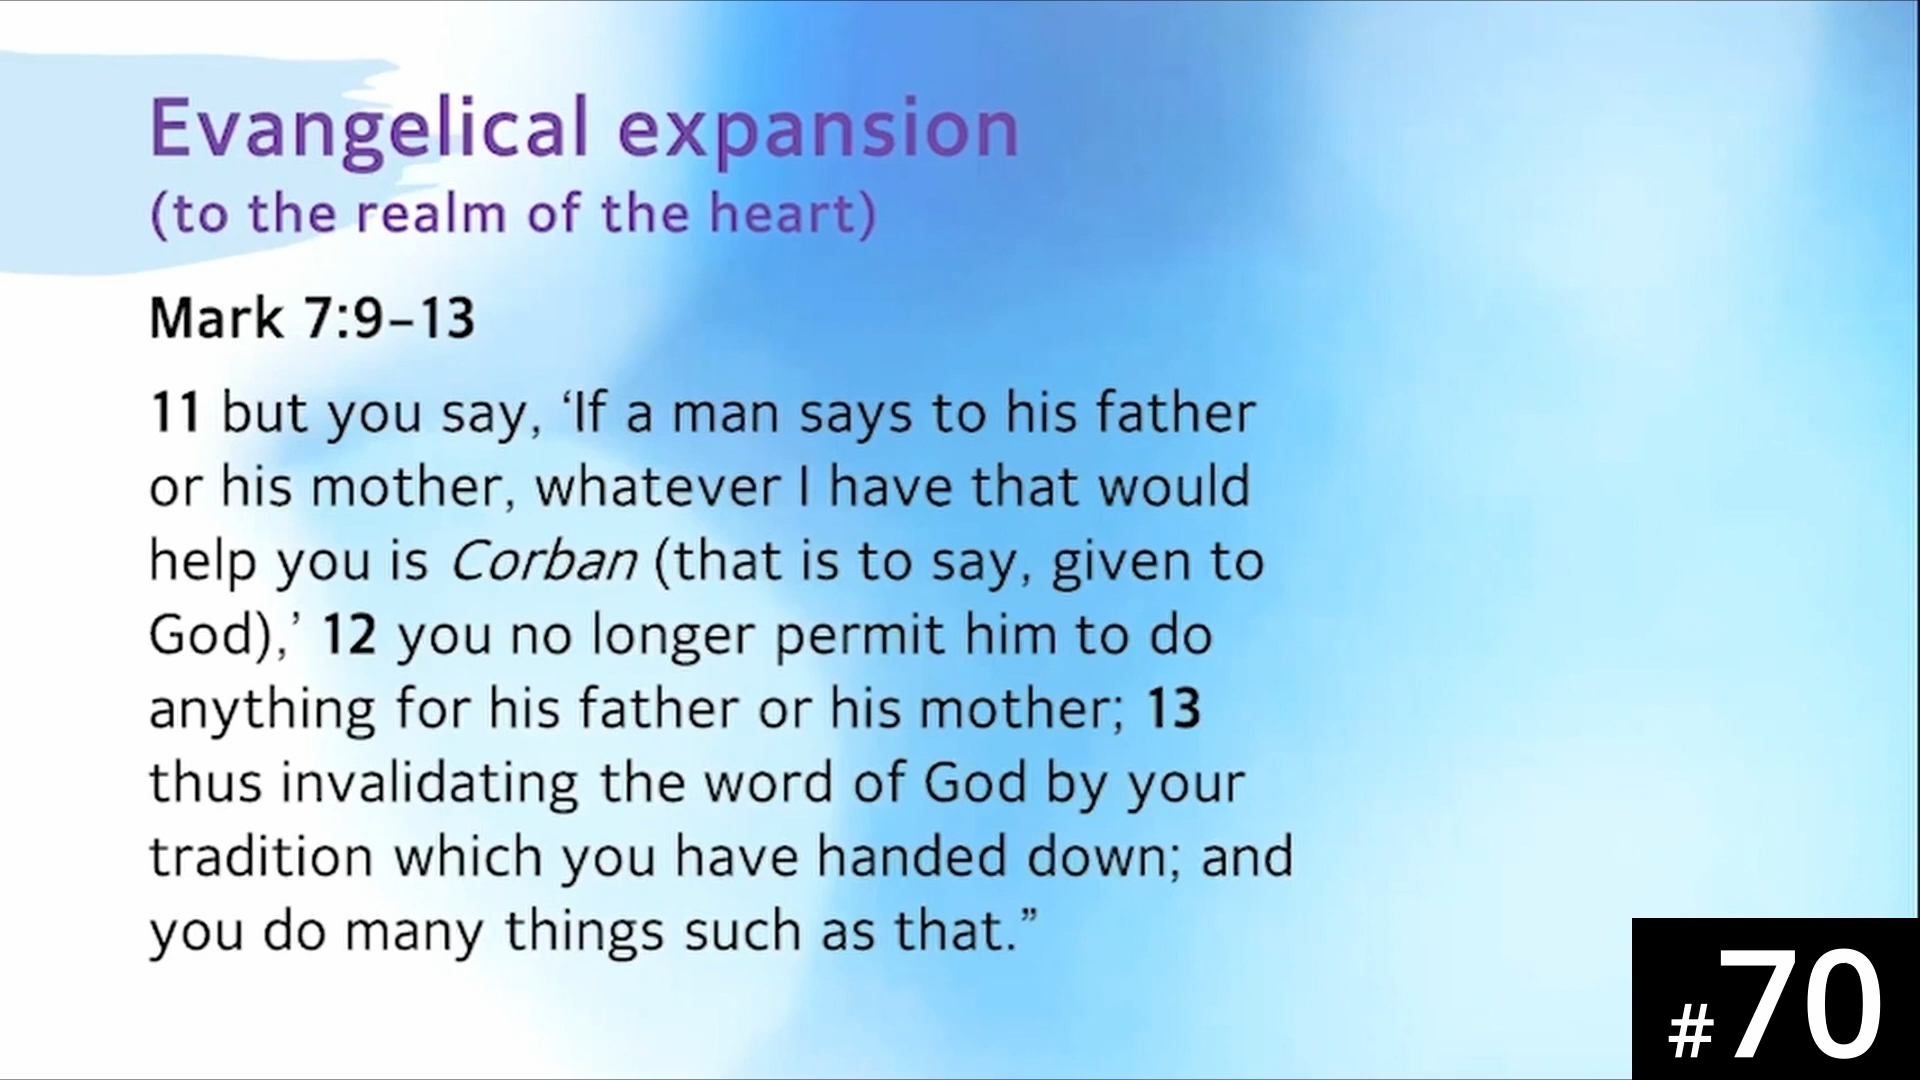 Evangelical expansion
(to the realm of the heart)
Mark 7:9–13
11 but you say, ‘If a man says to his father
or his mother, whatever I have that would
help you is Corban (that is to say, given to
God),’ 12 you no longer permit him to do
anything for his father or his mother; 13
thus invalidating the word of God by your
tradition which you have handed down; and
you do many things such as that.”
#70